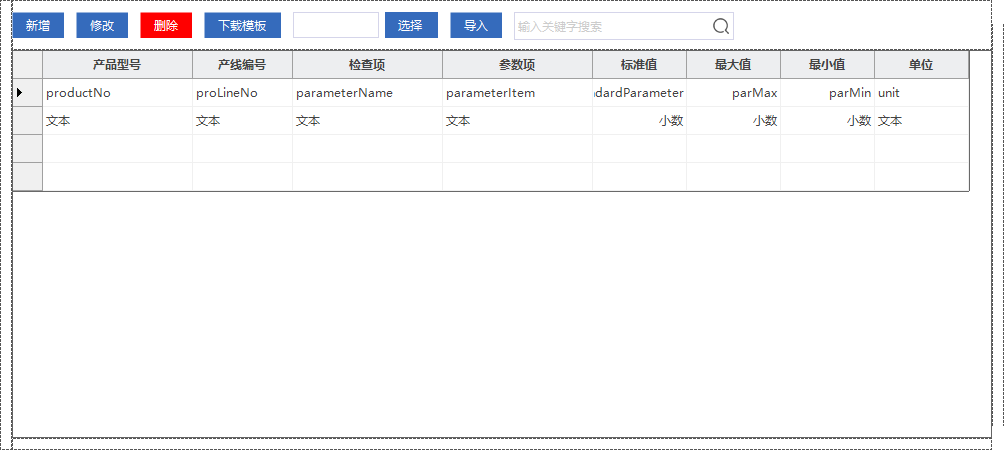 新增 修改 删除 下载模板 选择 导入 输入关键字搜索
产品型号 产线编号 检查项 参数项 标准值 最大值 最小值 单位
productNo proLineNo parameterName parameterItem dardParameter parMax parMin unit
文本 文本 文本 文本 小数 小数 小数 文本